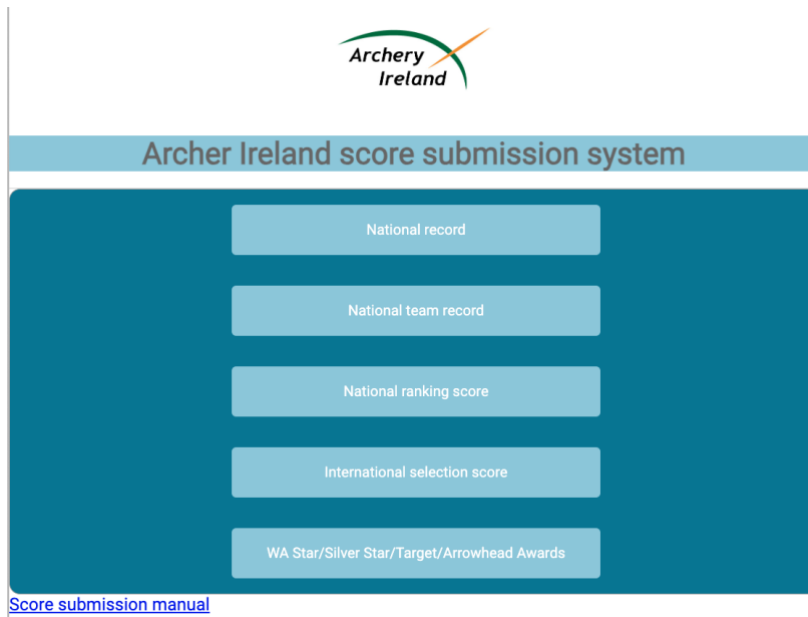 Archery
Ireland
Archer Ireland score submission system
National record
National team record
National ranking score
International selection score
WA Star/Silver Star/Target/Arrowhead Awards
Score submission manual